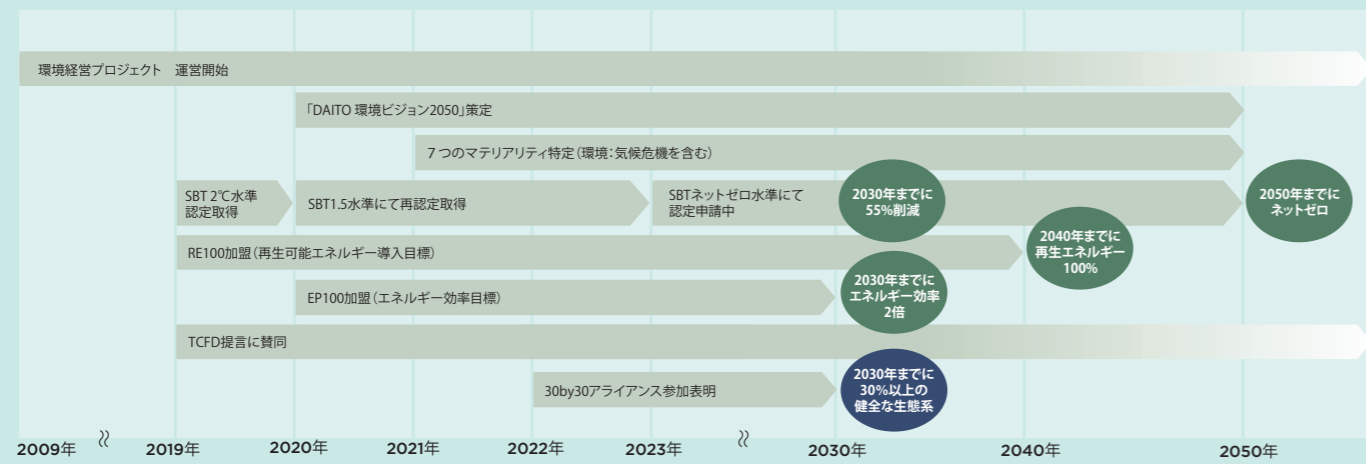 環境経営プロジェクト　運営開始
「DAITO 環境ビジョン2050」策定
7つのマテリアリティ特定（環境：気候危機を含む）
SBT 2℃水準
認定取得
SBT1.5水準にて再認定取得
SBTネットゼロ水準にて
認定申請中
2030年までに
55%削減
2050年までに
ネットゼロ
RE100加盟（再生可能エネルギー導入目標）
2040年までに
再生エネルギー
100%
EP100加盟（エネルギー効率目標）
2030年までに
エネルギー効率
2倍
TCFD提言に賛同
30by30アライアンス参加表明
2030年までに
30%以上の
健全な生態系
2009年 2019年 2020年 2021年 2022年 2023年 2030年 2040年 2050年